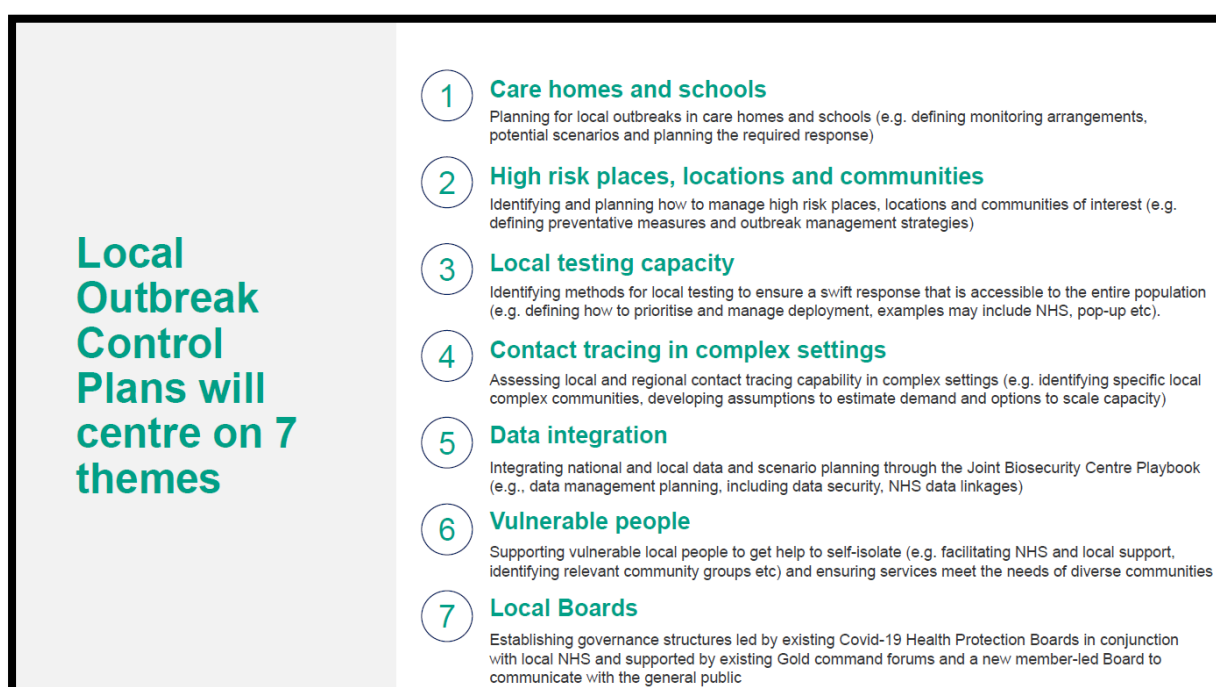 Local
Outbreak
Control
Plans will
centre on 7
themes
1
Care homes and schools
Planning for local outbreaks in care homes and schools (e.g. defining monitoring arrangements,
potential scenarios and planning the required response)
2
High risk places, locations and communities
Identifying and planning how to manage high risk places, locations and communities of interest (e.g.
defining preventative measures and outbreak management strategies)
3
Local testing capacity
Identifying methods for local testing to ensure a swift response that is accessible to the entire population
(e.g. defining how to prioritise and manage deployment, examples may include NHS, pop-up etc).
4
Contact tracing in complex settings
Assessing local and regional contact tracing capability in complex settings (e.g. identifying specific local
complex communities, developing assumptions to estimate demand and options to scale capacity)
5
Data integration
Integrating national and local data and scenario planning through the Joint Biosecurity Centre Playbook
(e.g., data management planning, including data security, NHS data linkages)
6
Vulnerable people
Supporting vulnerable local people to get help to self-isolate (e.g. facilitating NHS and local support,
identifying relevant community groups etc) and ensuring services meet the needs of diverse communities
7
Local Boards
Establishing governance structures led by existing Covid-19 Health Protection Boards in conjunction
with local NHS and supported by existing Gold command forums and a new member-led Board to
communicate with the general public